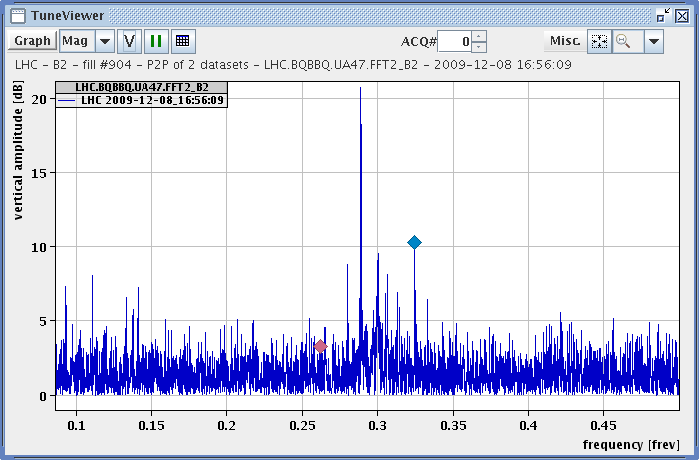 TuneViewer
Graph Mag V ACQ# 0 Misc.
LHC - B2 - fill #904 - P2P of 2 datasets - LHC.BQBBQ.UA47.FFT2_B2 - 2009-12-08 16:56:09
LHC.BQBBQ.UA47.FFT2_B2
LHC 2009-12-08_16:56:09
vertical amplitude [dB]
20
15
10
5
0
0.1 0.15 0.2 0.25 0.3 0.35 0.4 0.45
frequency [frev]